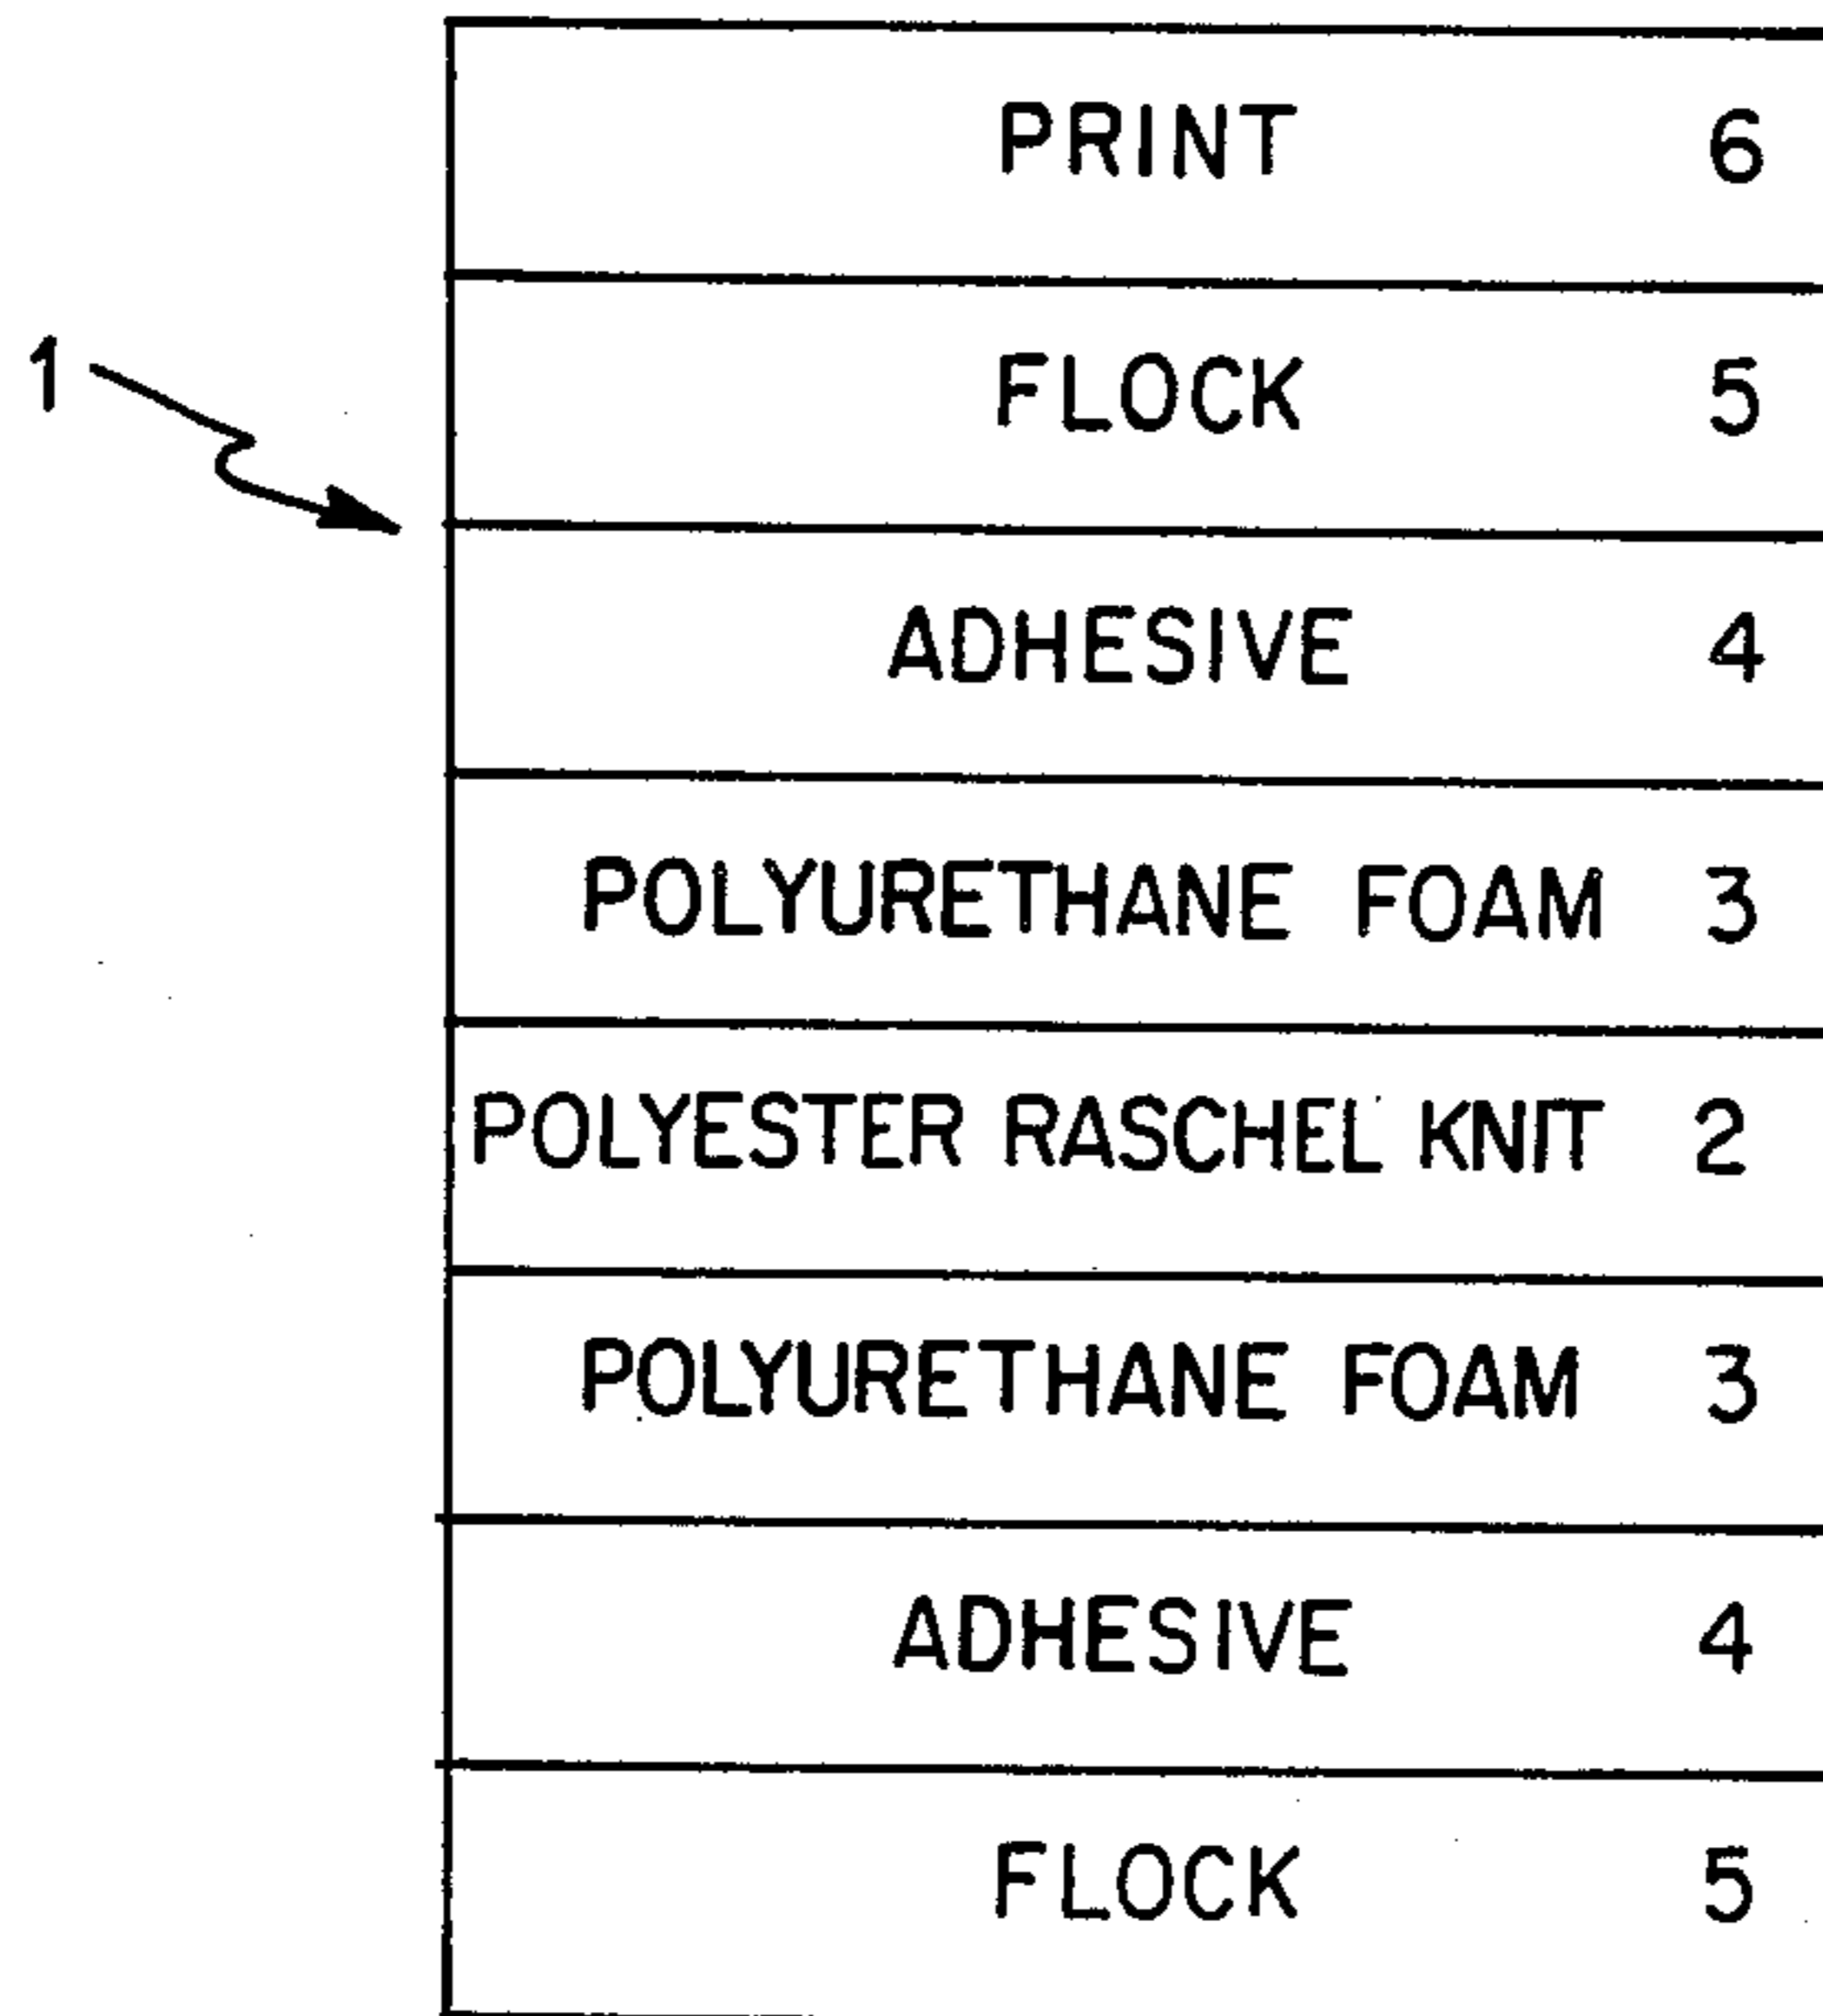 PRINT 6
1
FLOCK 5
ADHESIVE 4
POLYURETHANE FOAM 3
POLYESTER RASCHEL KNIT 2
POLYURETHANE FOAM 3
ADHESIVE 4
FLOCK 5